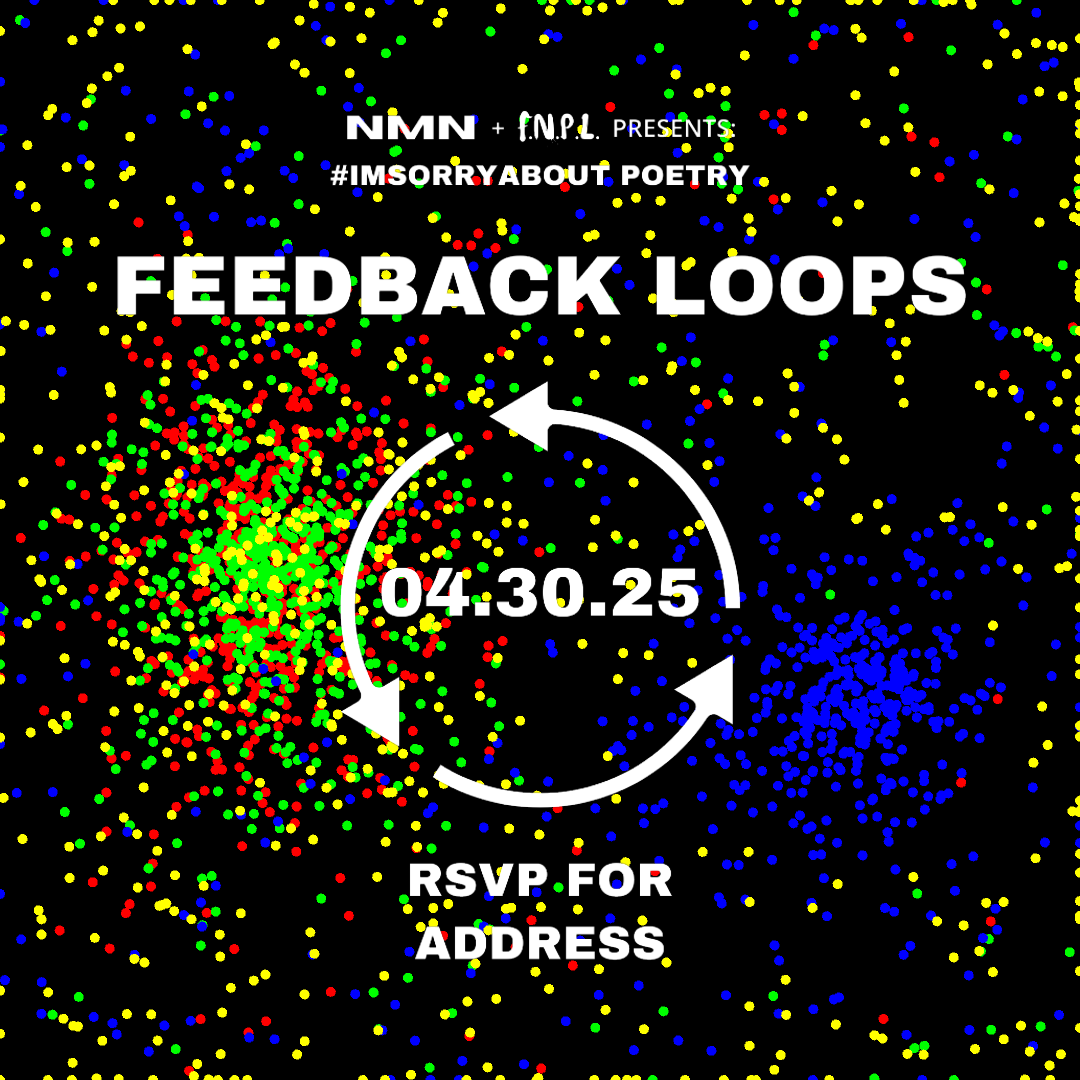 NMN + F.N.P.L. PRESENTS:
#IMSORRYABOUT POETRY
FEEDBACK LOOPS
04.30.25
RSVP FOR
ADDRESS